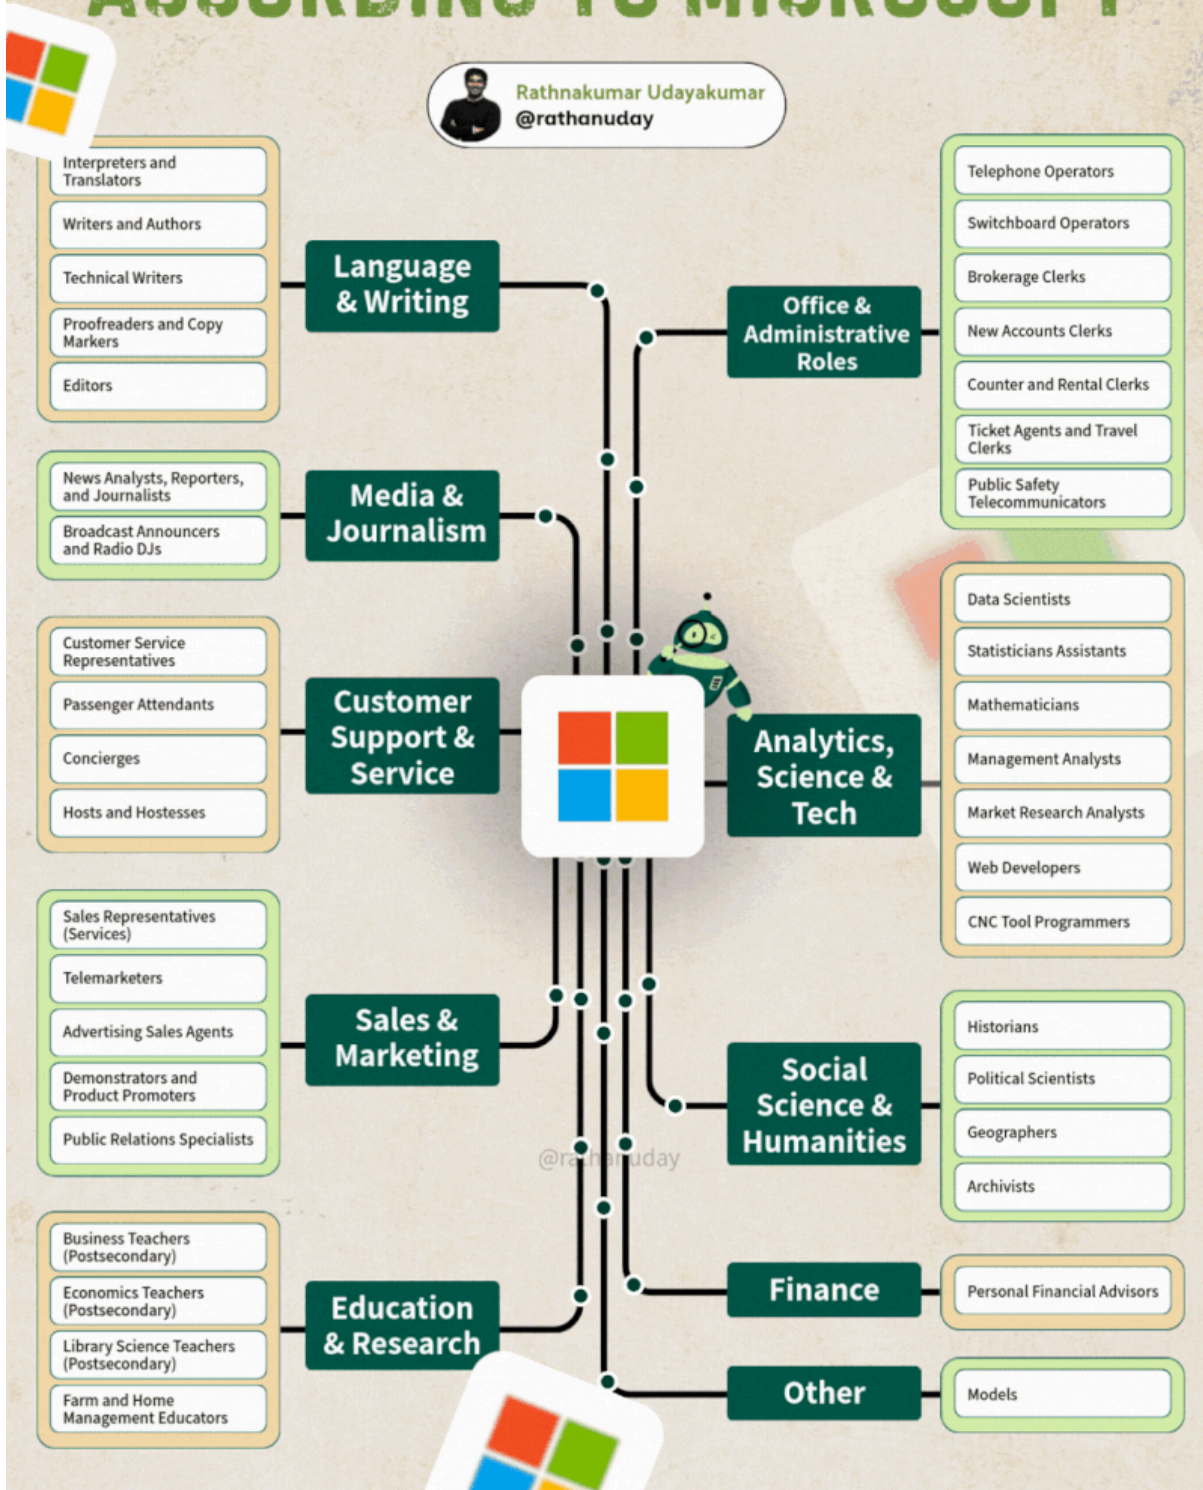 ACCORDING TO MICROSOFT
Rathnakumar Udayakumar
@rathanuday
Interpreters and
Translators
Writers and Authors
Technical Writers
Proofreaders and Copy
Markers
Editors
Language
& Writing
News Analysts, Reporters,
and Journalists
Broadcast Announcers
and Radio DJs
Media &
Journalism
Customer Service
Representatives
Passenger Attendants
Concierges
Hosts and Hostesses
Customer
Support &
Service
Sales Representatives
(Services)
Telemarketers
Advertising Sales Agents
Demonstrators and
Product Promoters
Public Relations Specialists
Sales &
Marketing
Business Teachers
(Postsecondary)
Economics Teachers
(Postsecondary)
Library Science Teachers
(Postsecondary)
Farm and Home
Management Educators
Education
& Research
Office &
Administrative
Roles
Telephone Operators
Switchboard Operators
Brokerage Clerks
New Accounts Clerks
Counter and Rental Clerks
Ticket Agents and Travel
Clerks
Public Safety
Telecommunicators
Analytics,
Science &
Tech
Data Scientists
Statisticians Assistants
Mathematicians
Management Analysts
Market Research Analysts
Web Developers
CNC Tool Programmers
Social
Science &
Humanities
Historians
Political Scientists
Geographers
Archivists
@rathanuday
Finance
Personal Financial Advisors
Other
Models